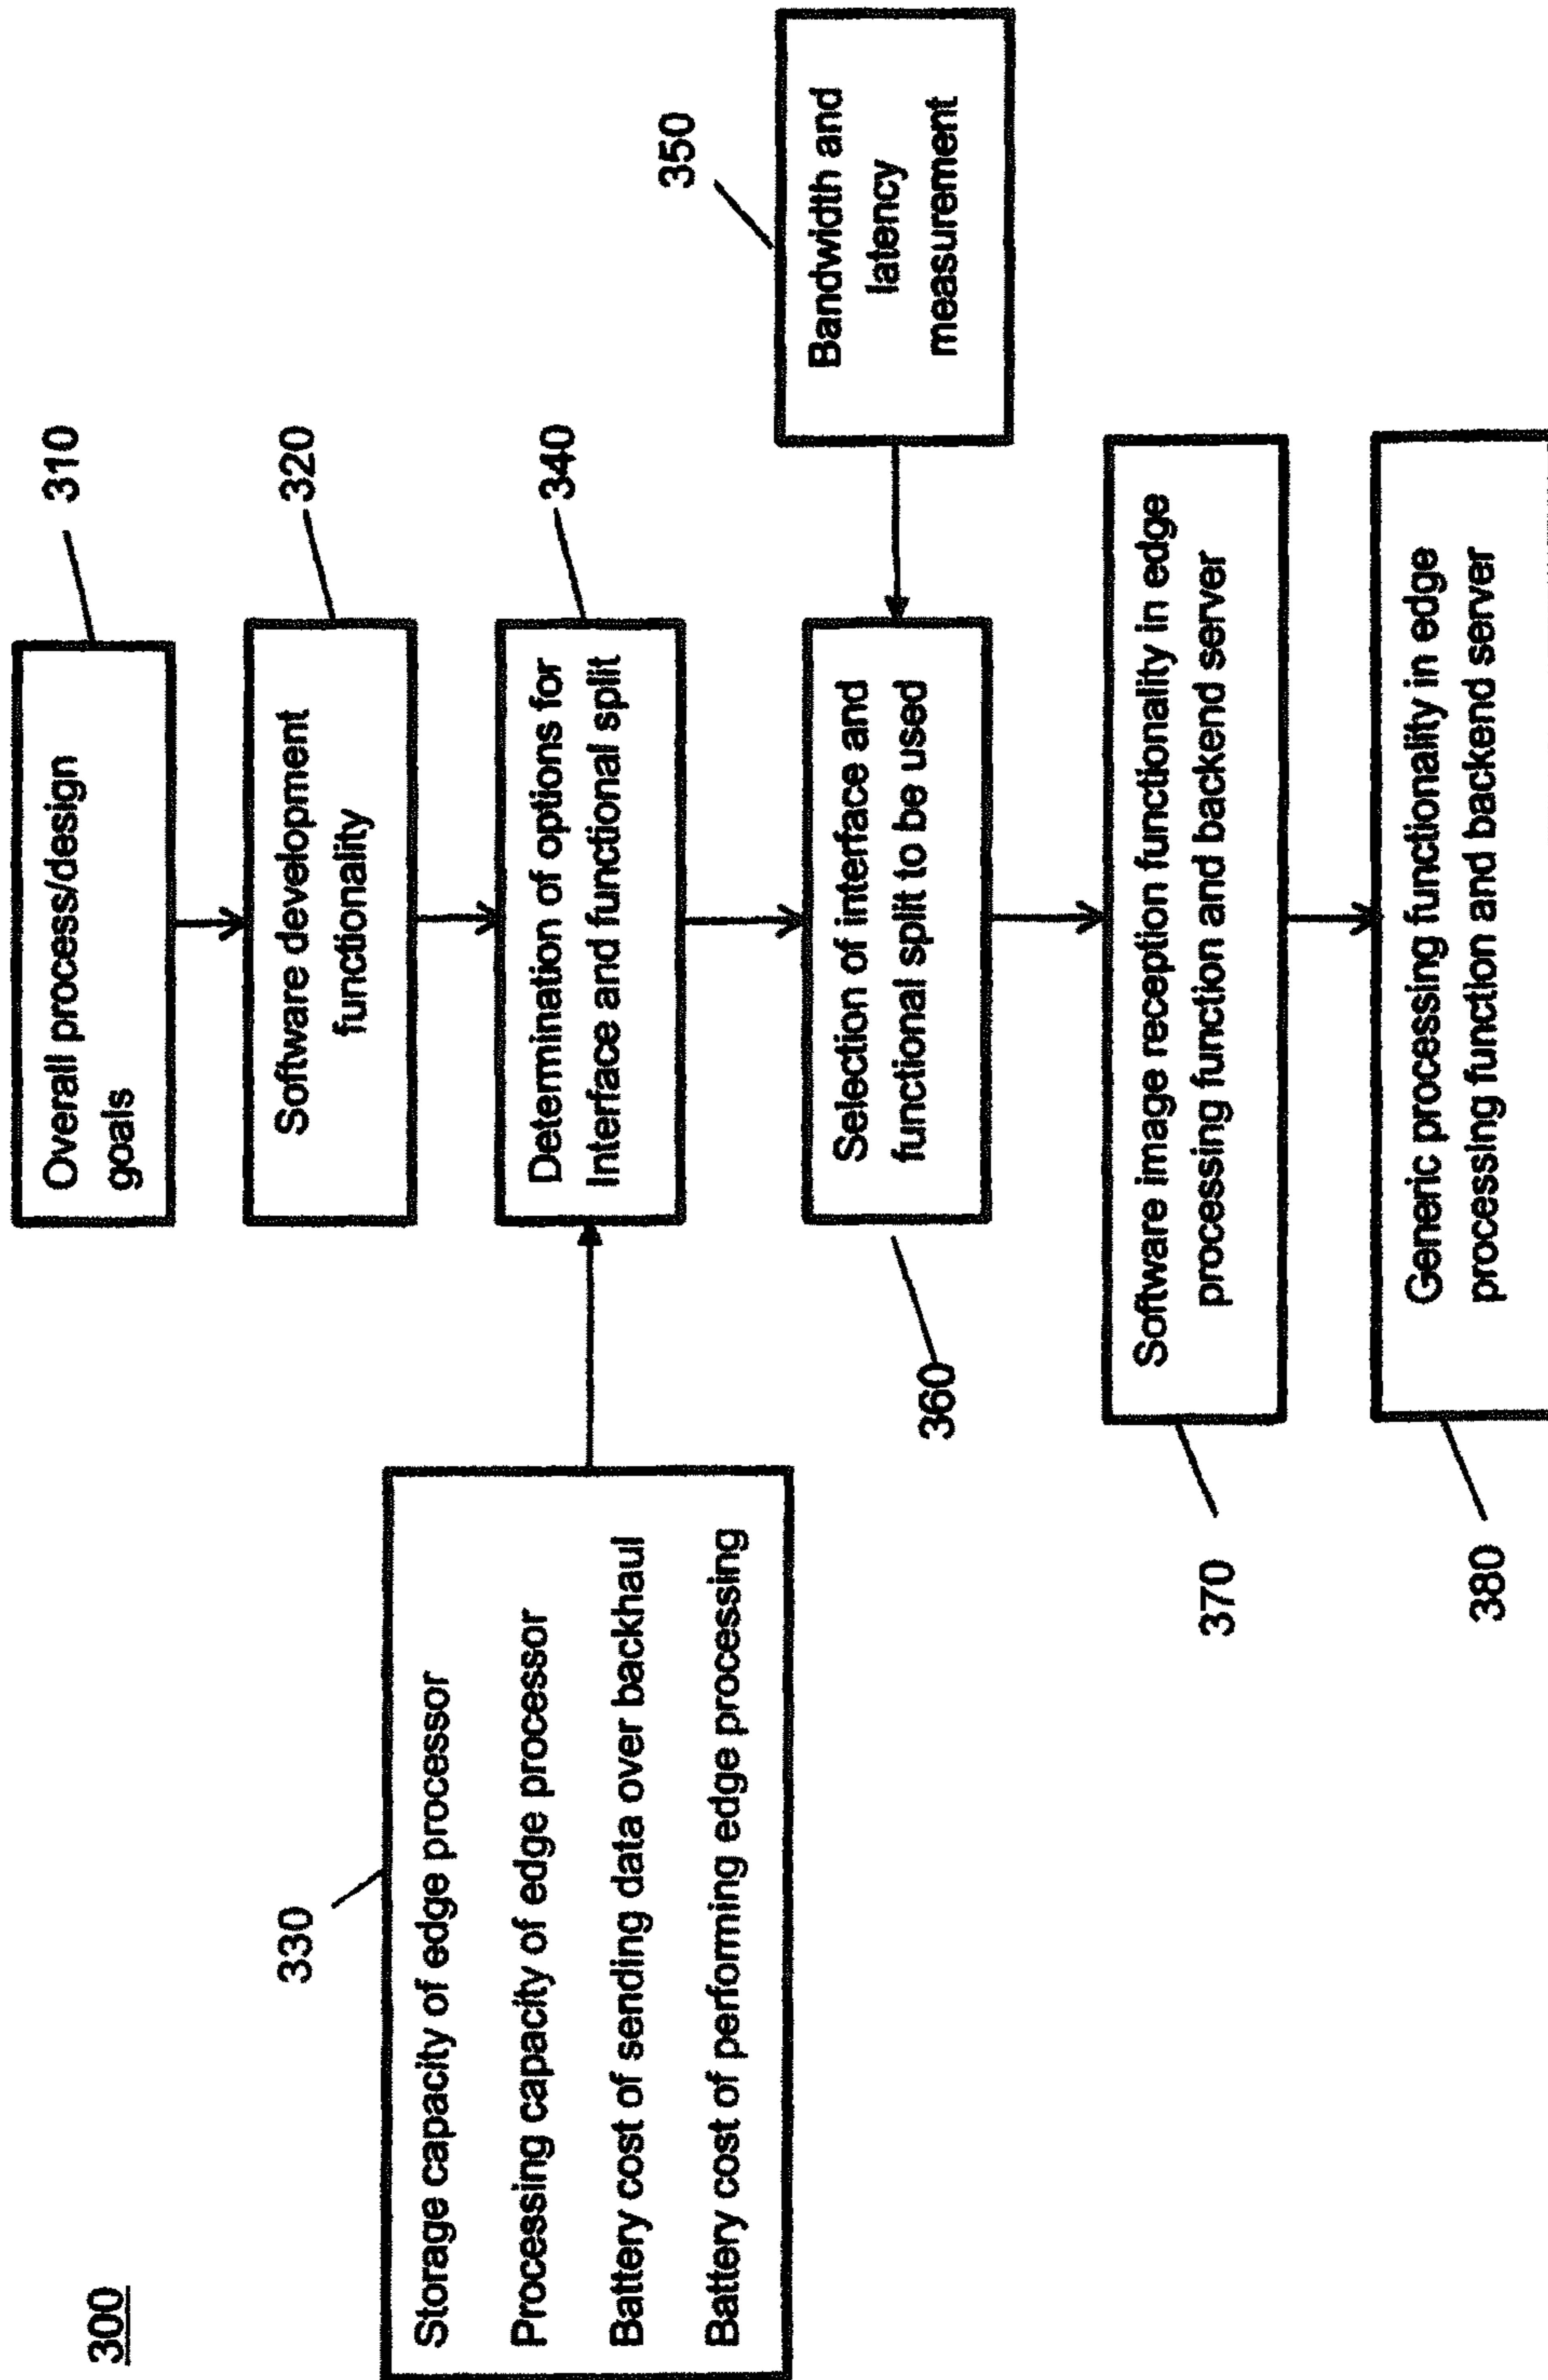 300
310
Overall process/design
goals
320
Software development
functionality
330
Storage capacity of edge processor
Processing capacity of edge processor
Battery cost of sending data over backhaul
Battery cost of performing edge processing
340
Determination of options for
Interface and functional split
350
Bandwidth and
latency
measurement
Selection of interface and
functional split to be used
360
Software image reception functionality in edge
processing function and backend server
370
Generic processing functionality in edge
processing function and backend server
380